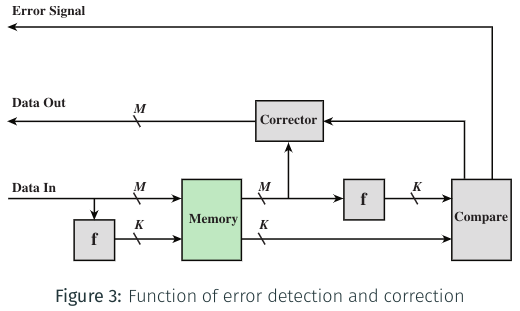 Error Signal
Data Out
M
Corrector
Data In
M
M
f
K
f
K
Memory
K
Compare
Figure 3: Function of error detection and correction